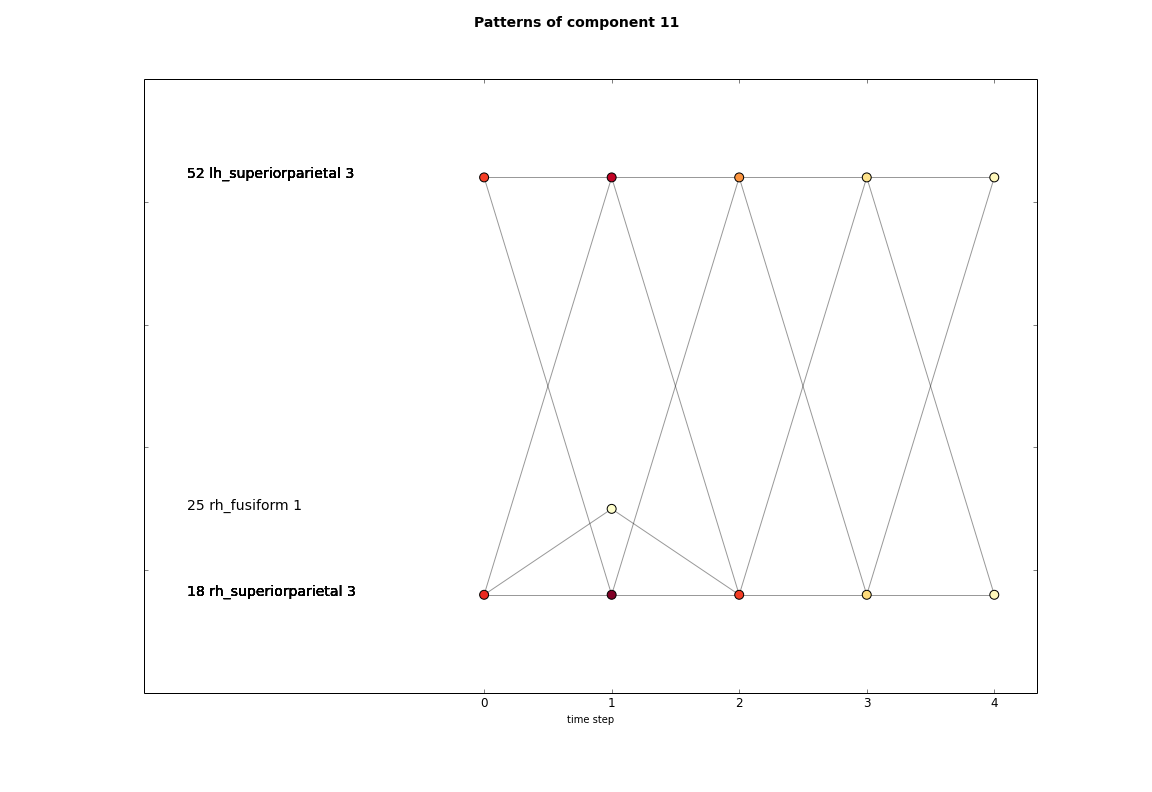 Patterns of component 11
52 lh_superiorparietal 3
25 rh_fusiform 1
18 rh_superiorparietal 3
0 1 2 3 4
time step